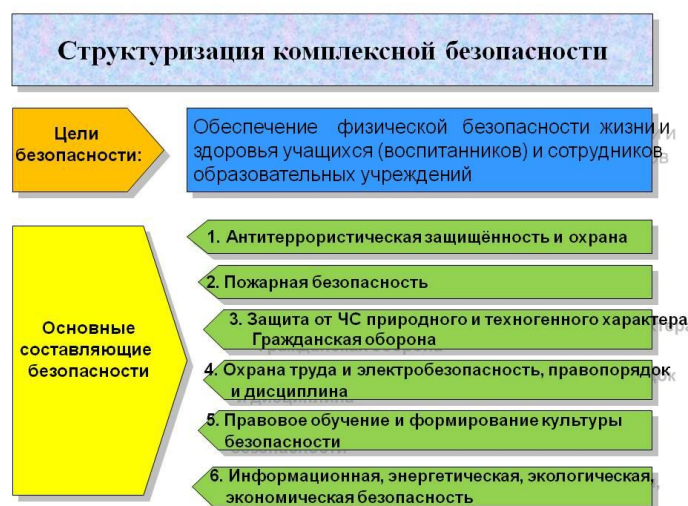 Структуризация комплексной безопасности
Цели
безопасности:
Обеспечение физической безопасности жизни и
здоровья учащихся (воспитанников) и сотрудников
образовательных учреждений
Основные
составляющие
безопасности
1. Антитеррористическая защищённость и охрана
2. Пожарная безопасность
3. Защита от ЧС природного и техногенного характера
Гражданская оборона
4. Охрана труда и электробезопасность, правопорядок
и дисциплина
5. Правовое обучение и формирование культуры
безопасности
6. Информационная, энергетическая, экологическая,
экономическая безопасность